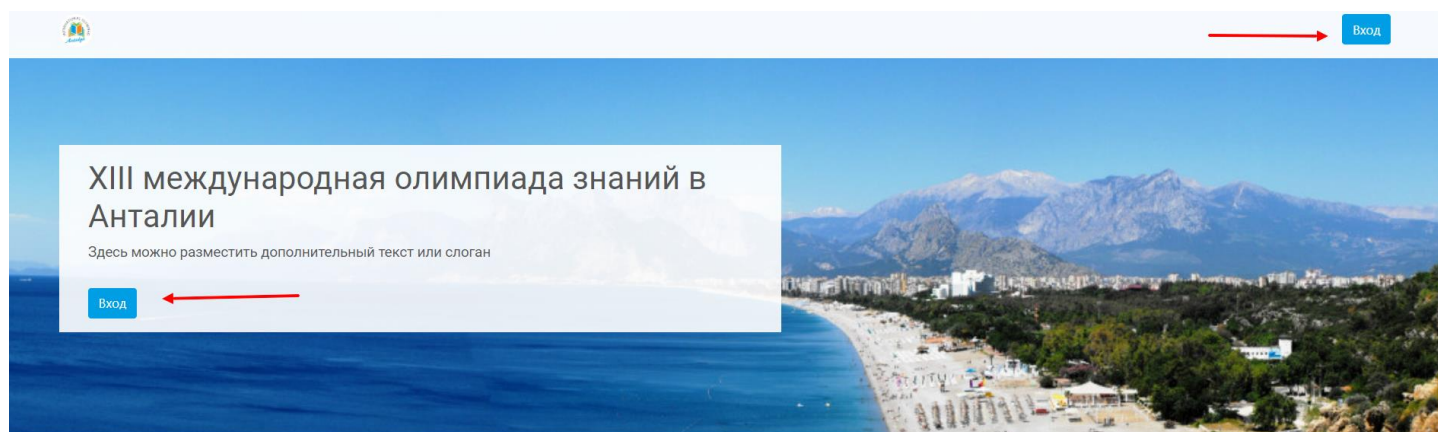 Вход
XIII международная олимпиада знаний в
Анталии
Здесь можно разместить дополнительный текст или слоган
Вход